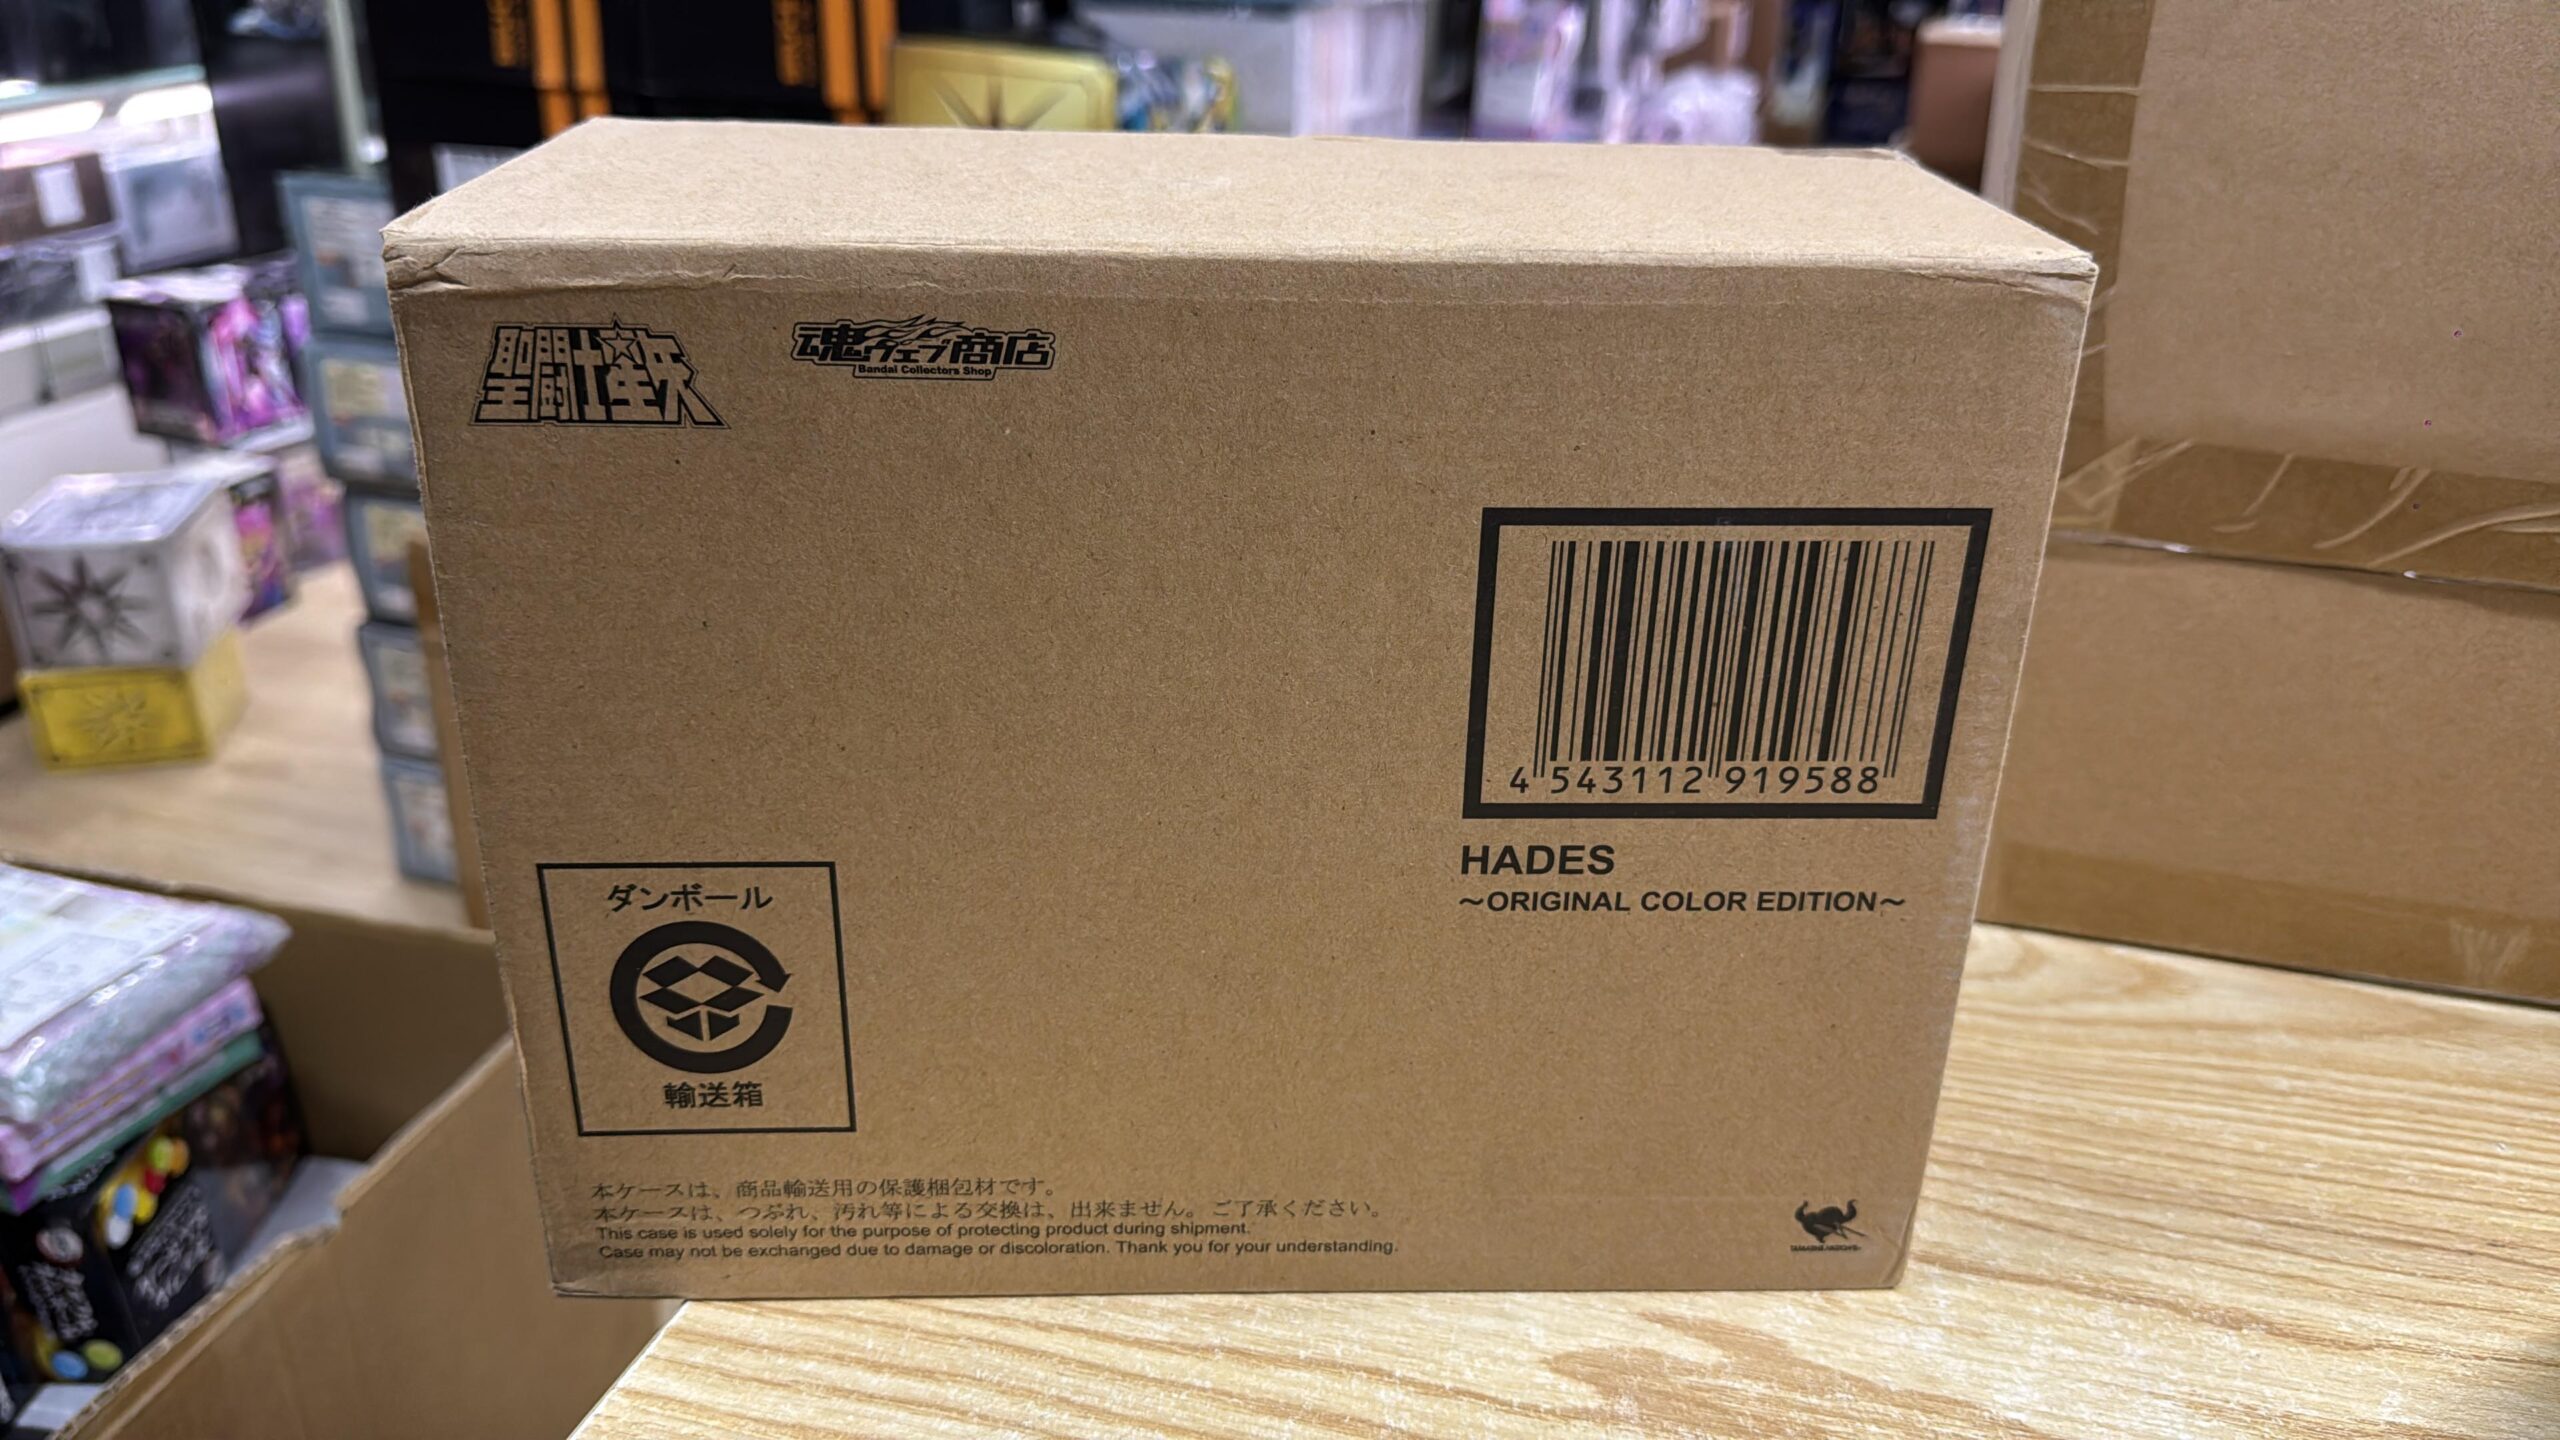 聖闘士星矢
魂ウェブ商店
Bandai Collectors Shop
4 543112 919588
HADES
～ORIGINAL COLOR EDITION～
ダンボール
輸送箱
本ケースは、商品輸送用の保護梱包材です。
本ケースは、つぶれ、汚れ等による交換は、出来ません。ご了承ください。
This case is used solely for the purpose of protecting product during shipment.
Case may not be exchanged due to damage or discoloration. Thank you for your understanding.
TAMASHII NATIONS